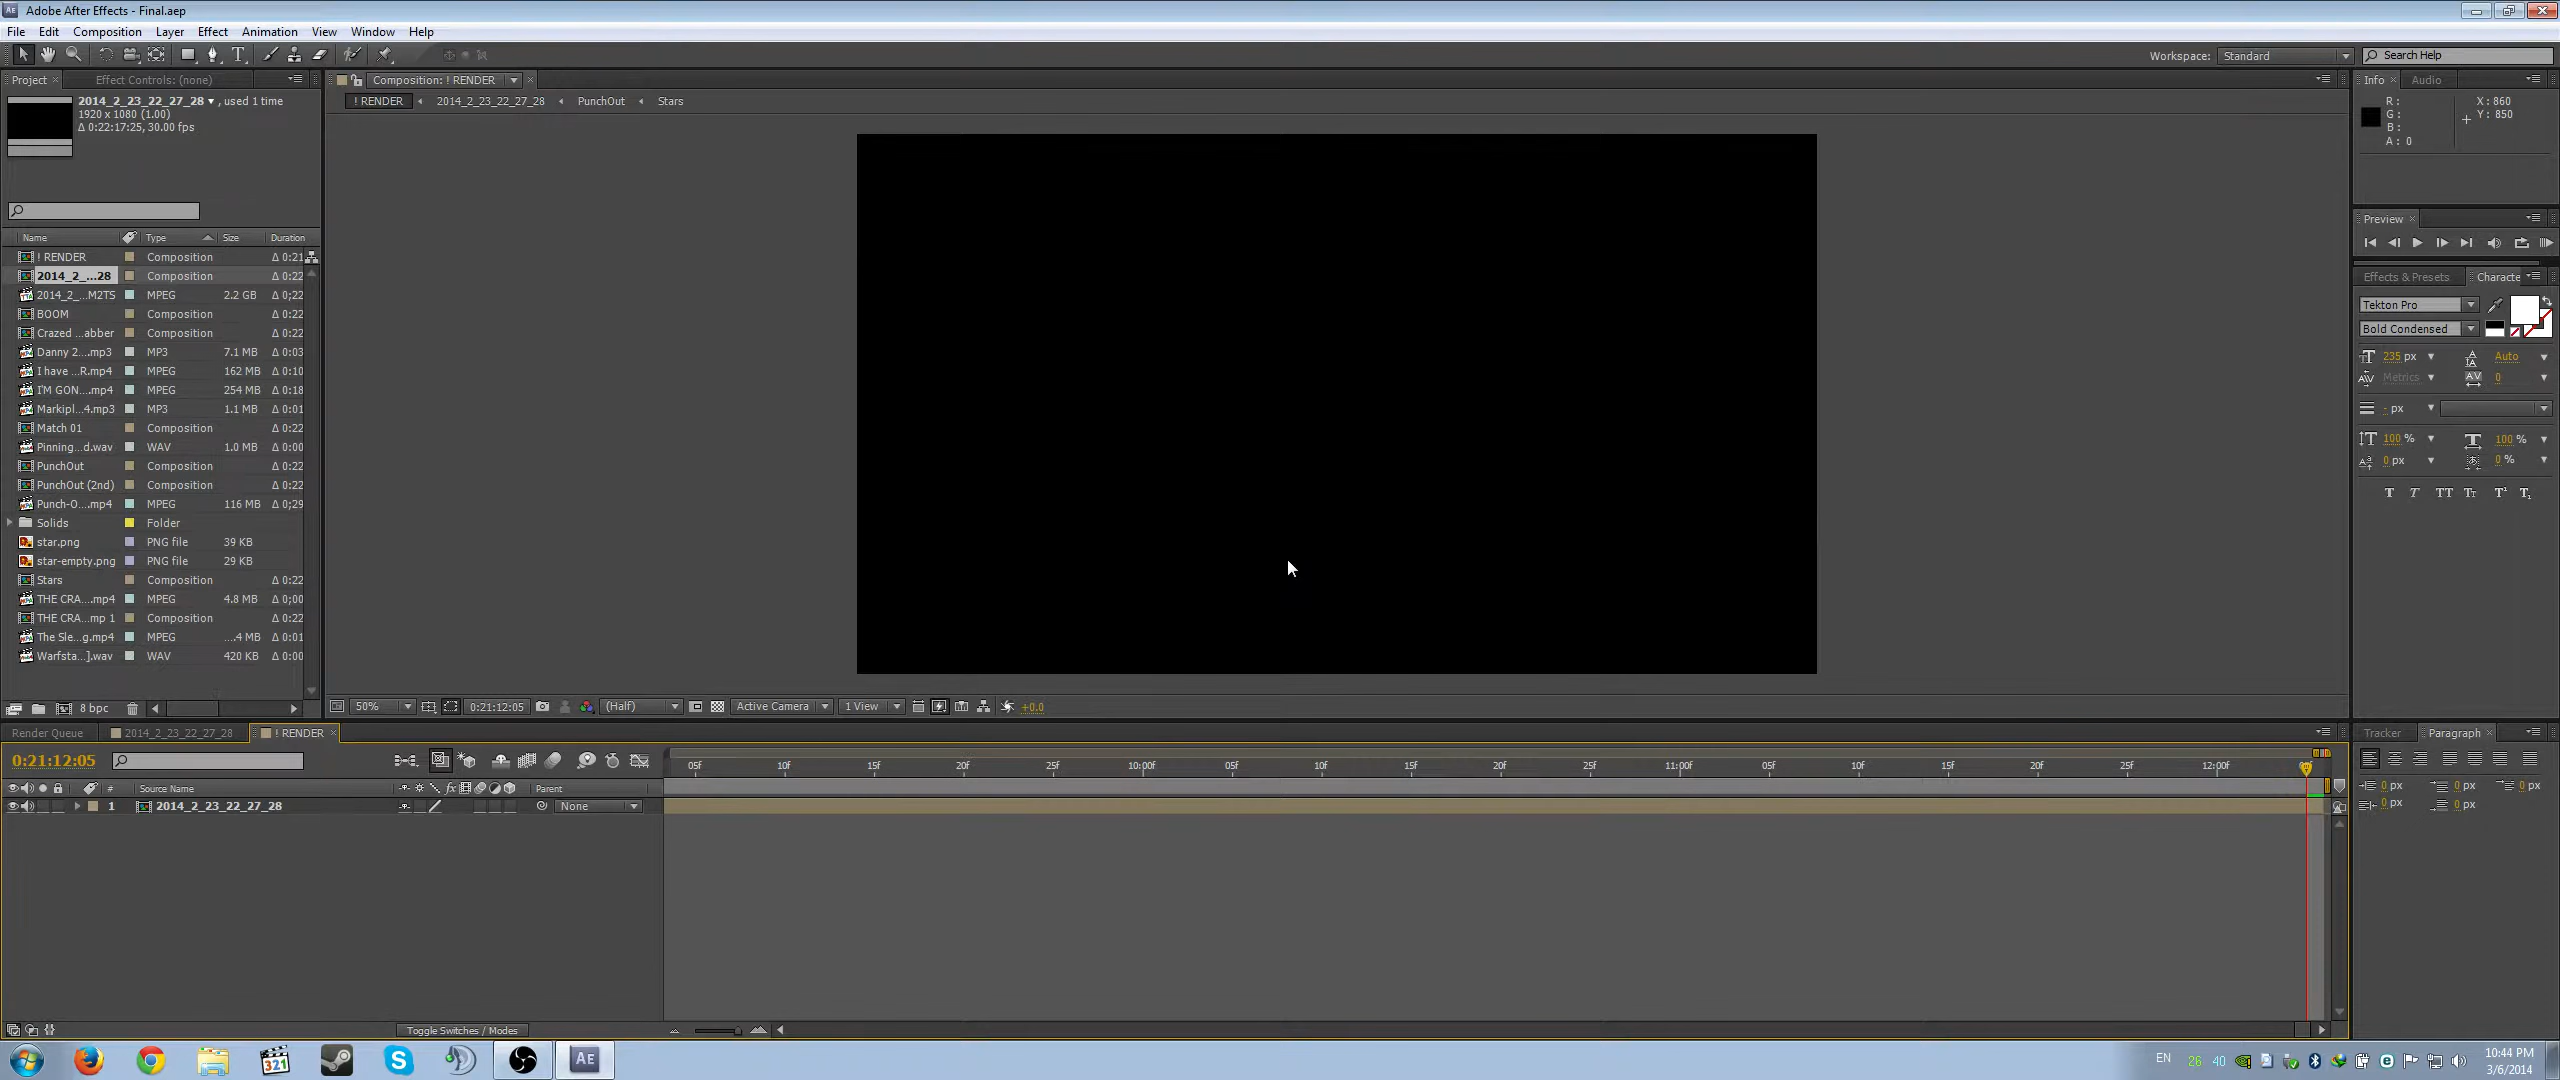 Adobe After Effects - Final.aep
File Edit Composition Layer Effect Animation View Window Help
Workspace: Standard Search Help
Project Effect Controls: (none)
Composition: ! RENDER
Info Audio
! RENDER 2014_2_23_22_27_28 PunchOut Stars
2014_2_23_22_27_28 , used 1 time
1920 x 1080 (1.00)
Δ 0:22:17:25, 30.00 fps
R :
G :
B :
A : 0
X : 860
Y : 850
Preview
Name Type Size Duration
! RENDER Composition Δ 0:21
2014_2_...28 Composition Δ 0:22
2014_2_...M2TS MPEG 2.2 GB Δ 0;22
BOOM Composition Δ 0:22
Crazed ...abber Composition Δ 0:22
Danny 2....mp3 MP3 7.1 MB Δ 0:03
I have ...R.mp4 MPEG 162 MB Δ 0:10
I'M GON....mp4 MPEG 254 MB Δ 0:18
Markipl...4.mp3 MP3 1.1 MB Δ 0:01
Match 01 Composition Δ 0:22
Pinning...d.wav WAV 1.0 MB Δ 0:00
PunchOut Composition Δ 0:22
PunchOut (2nd) Composition Δ 0:22
Punch-O....mp4 MPEG 116 MB Δ 0;29
Solids Folder
star.png PNG file 39 KB
star-empty.png PNG file 29 KB
Stars Composition Δ 0:22
THE CRA....mp4 MPEG 4.8 MB Δ 0;00
THE CRA...mp 1 Composition Δ 0:22
The Sle...g.mp4 MPEG ....4 MB Δ 0:01
Warfsta...].wav WAV 420 KB Δ 0:00
Effects & Presets Characte
Tekton Pro
Bold Condensed
235 px Auto
Metrics 0
- px
100 % 100 %
0 px 0 %
T T TT Tт T¹ T₁
8 bpc
50% 0:21:12:05 (Half) Active Camera 1 View +0.0
Render Queue 2014_2_23_22_27_28 ! RENDER
Tracker Paragraph
0:21:12:05
05f 10f 15f 20f 25f 10:00f 05f 10f 15f 20f 25f 11:00f 05f 10f 15f 20f 25f 12:00f
# Source Name fx Parent
1 2014_2_23_22_27_28 None
0 px 0 px 0 px
0 px 0 px
Toggle Switches / Modes
321
AE
EN 26 40
10:44 PM
3/6/2014